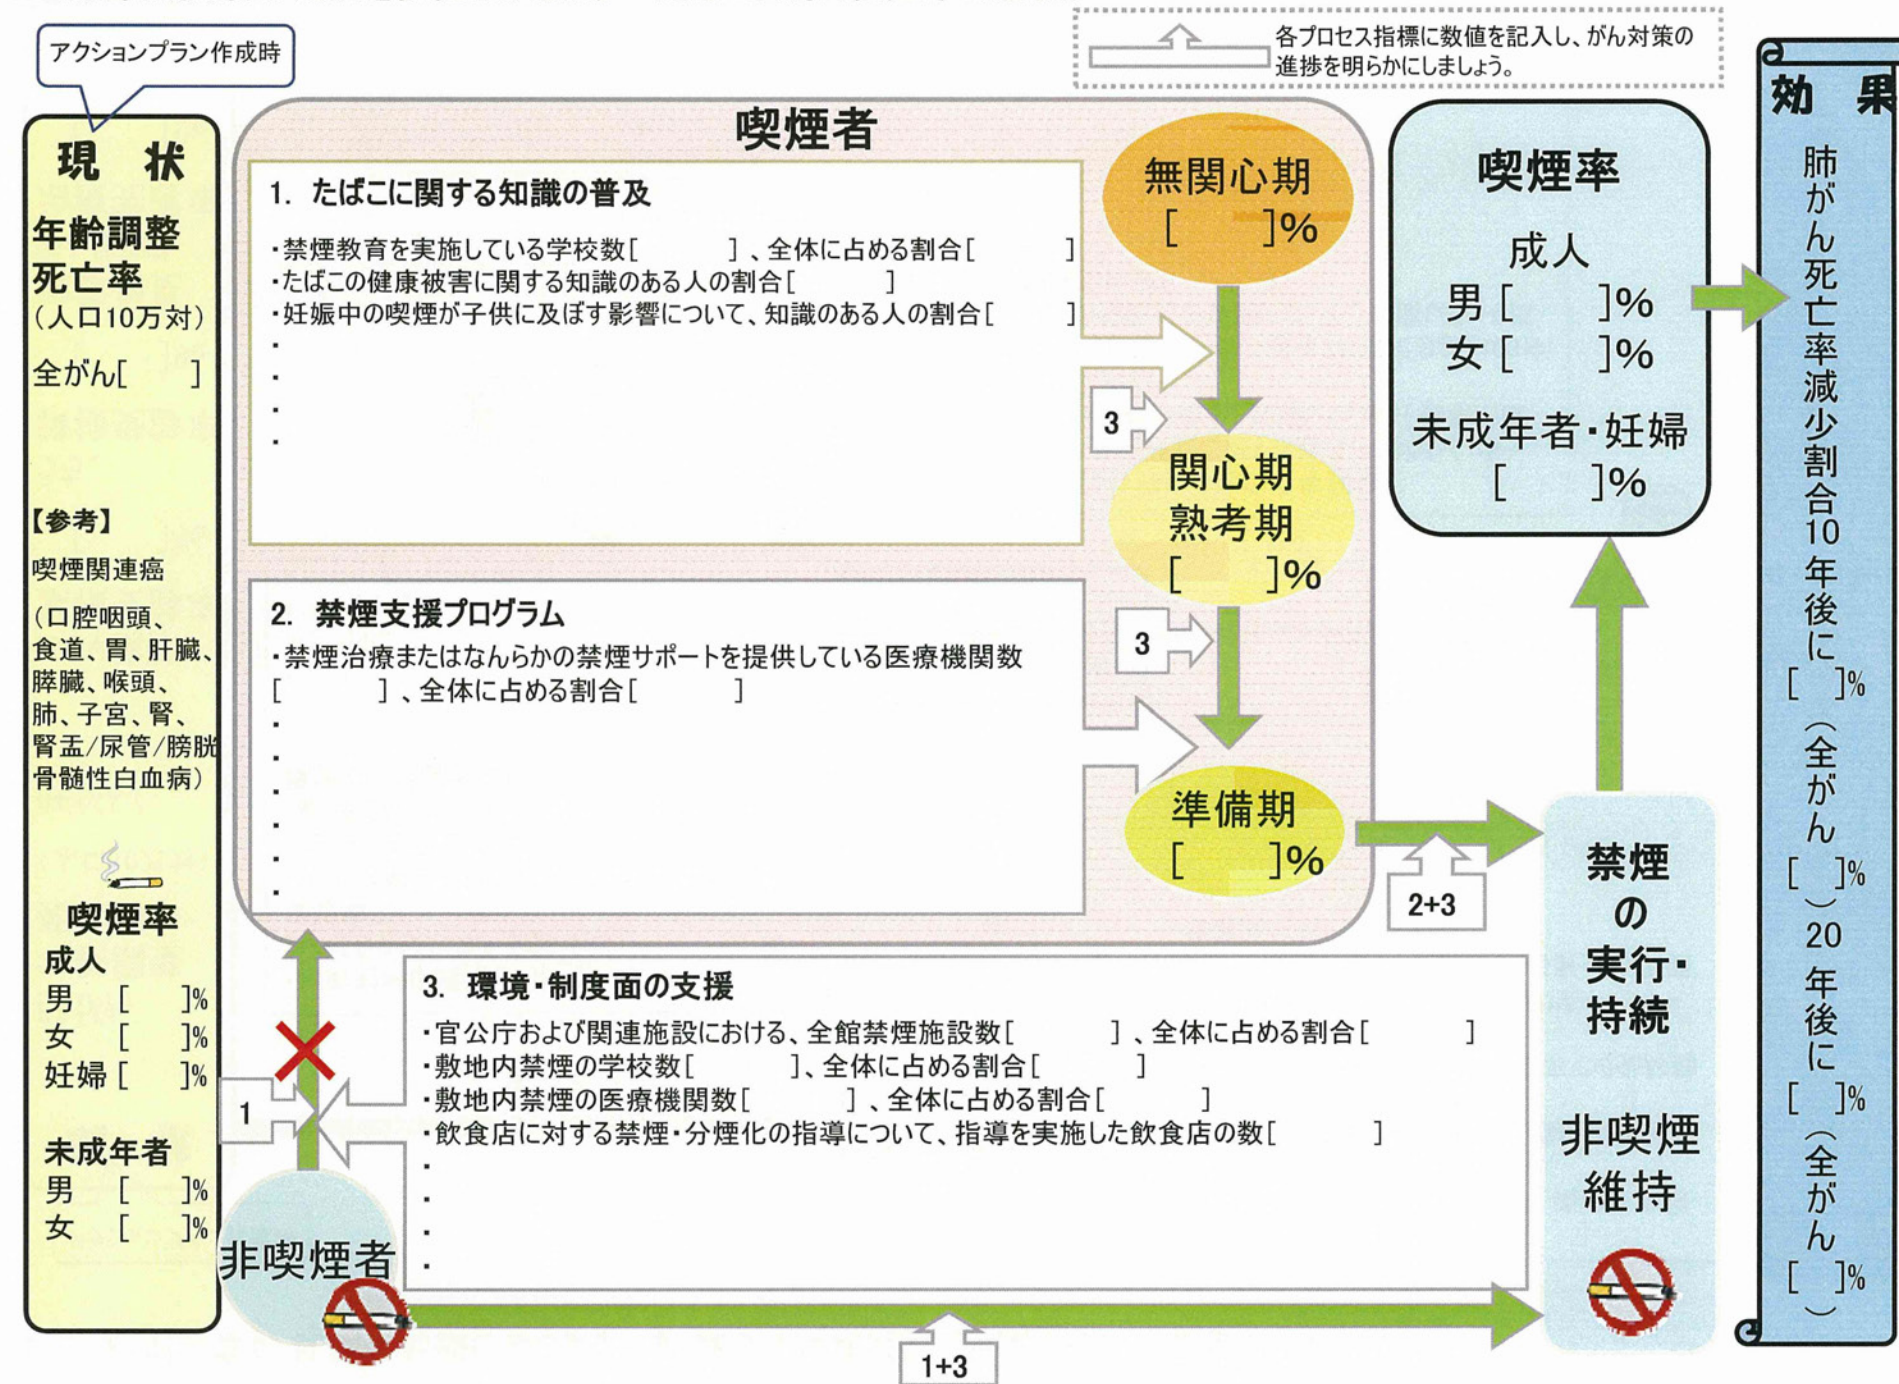 アクションプラン作成時
各プロセス指標に数値を記入し、がん対策の
進捗を明らかにしましょう。
現 状
年齢調整
死亡率
(人口10万対)
全がん[ ]
【参考】
喫煙関連癌
(口腔咽頭、
食道、胃、肝臓、
膵臓、喉頭、
肺、子宮、腎、
腎盂/尿管/膀胱
骨髄性白血病)
喫煙率
成人
男 [ ]%
女 [ ]%
妊婦[ ]%
未成年者
男 [ ]%
女 [ ]%
喫煙者
1. たばこに関する知識の普及
・禁煙教育を実施している学校数[ ]、全体に占める割合[ ]
・たばこの健康被害に関する知識のある人の割合[ ]
・妊娠中の喫煙が子供に及ぼす影響について、知識のある人の割合[ ]
・
・
・
・
無関心期
[ ]%
3
関心期
熟考期
[ ]%
2. 禁煙支援プログラム
・禁煙治療またはなんらかの禁煙サポートを提供している医療機関数
[ ]、全体に占める割合[ ]
・
・
・
・
・
・
3
準備期
[ ]%
2+3
3. 環境・制度面の支援
・官公庁および関連施設における、全館禁煙施設数[ ]、全体に占める割合[ ]
・敷地内禁煙の学校数[ ]、全体に占める割合[ ]
・敷地内禁煙の医療機関数[ ]、全体に占める割合[ ]
・飲食店に対する禁煙・分煙化の指導について、指導を実施した飲食店の数[ ]
・
・
・
・
1
非喫煙者
1+3
喫煙率
成人
男[ ]%
女[ ]%
未成年者・妊婦
[ ]%
禁煙
の
実行・
持続
非喫煙
維持
効 果
肺がん死亡率減少割合10年後に[ ]%(全がん[ ]%)20年後に[ ]%(全がん[ ]%)